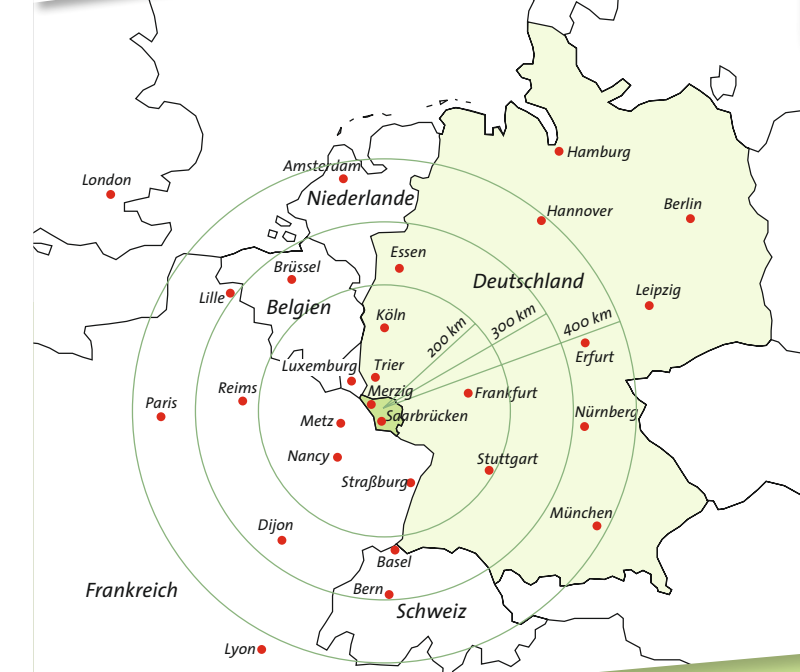 Hamburg
Amsterdam
London
Niederlande
Hannover
Berlin
Essen
Brüssel
Deutschland
Leipzig
Lille
Belgien
Köln
200 km
300 km
400 km
Erfurt
Luxemburg
Trier
Merzig
Reims
Frankfurt
Paris
Saarbrücken
Nürnberg
Metz
Nancy
Stuttgart
Straßburg
München
Dijon
Basel
Frankreich
Bern
Schweiz
Lyon